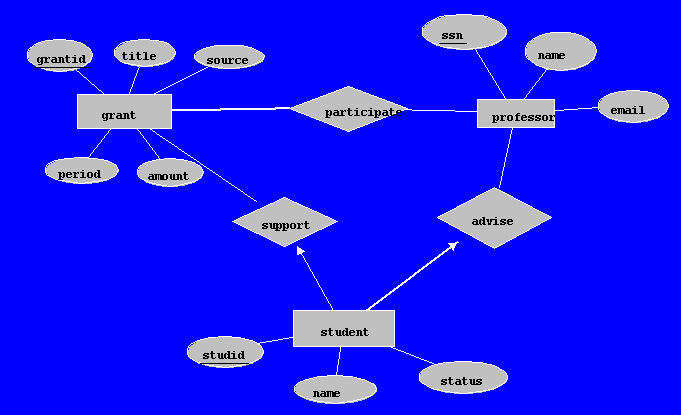 ssn
name
grantid
title
source
email
grant
participate
professor
period
amount
support
advise
student
studid
name
status